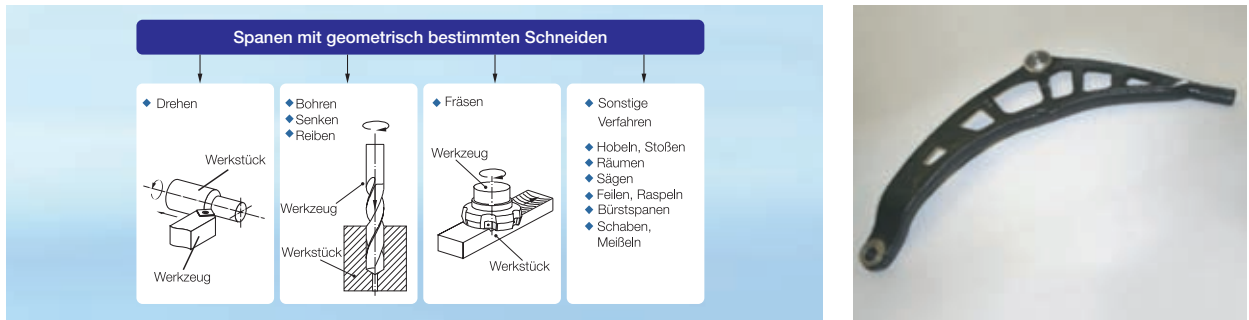 Spanen mit geometrisch bestimmten Schneiden
Drehen
Werkstück
Werkzeug
Bohren
Senken
Reiben
Werkzeug
Werkstück
Fräsen
Werkzeug
Werkstück
Sonstige
Verfahren
Hobeln, Stoßen
Räumen
Sägen
Feilen, Raspeln
Bürstspanen
Schaben,
Meißeln